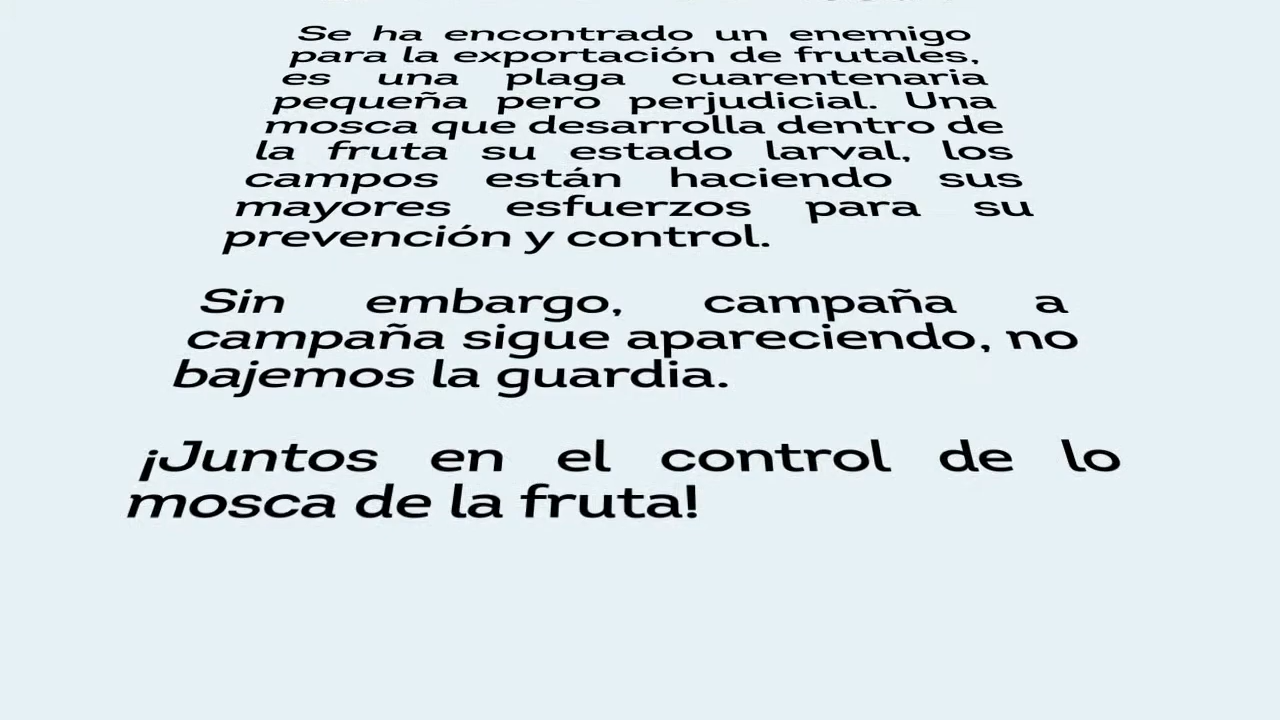 Se ha encontrado un enemigo
para la exportación de frutales,
es una plaga cuarentenaria
pequeña pero perjudicial. Una
mosca que desarrolla dentro de
la fruta su estado larval, los
campos están haciendo sus
mayores esfuerzos para su
prevención y control.
Sin embargo, campaña a
campaña sigue apareciendo, no
bajemos la guardia.
¡Juntos en el control de lo
mosca de la fruta!